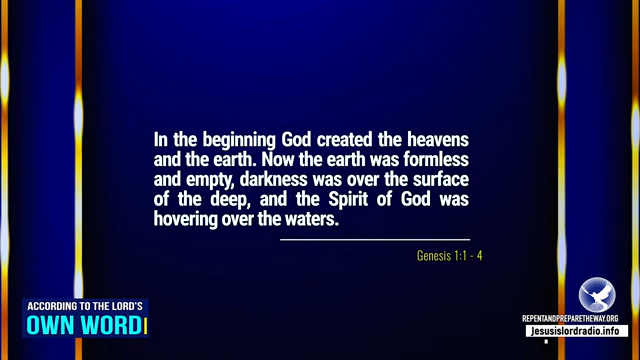 In the beginning God created the heavens
and the earth. Now the earth was formless
and empty, darkness was over the surface
of the deep, and the Spirit of God was
hovering over the waters.
Genesis 1:1 - 4
ACCORDING TO THE LORD'S
OWN WORD
REPENTANDPREPARETHEWAY.ORG
Jesusislordradio.info